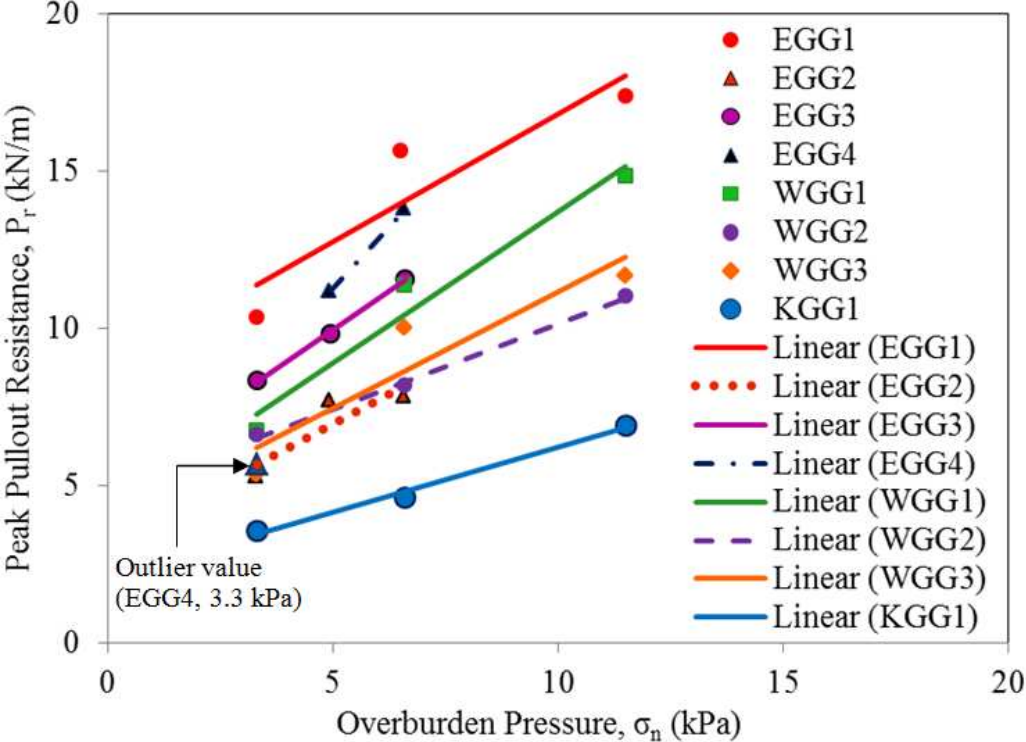 Peak Pullout Resistance, Pr (kN/m)
20
15
10
5
0
EGG1
EGG2
EGG3
EGG4
WGG1
WGG2
WGG3
KGG1
Linear (EGG1)
Linear (EGG2)
Linear (EGG3)
Linear (EGG4)
Linear (WGG1)
Linear (WGG2)
Linear (WGG3)
Linear (KGG1)
Outlier value
(EGG4, 3.3 kPa)
0 5 10 15 20
Overburden Pressure, σn (kPa)